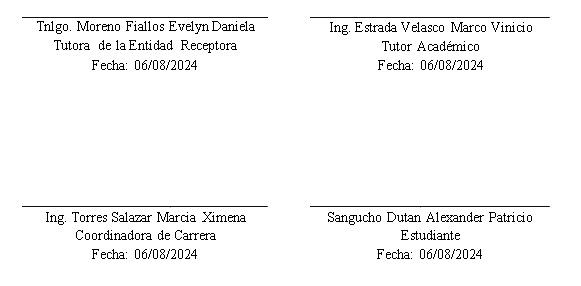 Tnlgo. Moreno Fiallos Evelyn Daniela
Tutora de la Entidad Receptora
Fecha: 06/08/2024
Ing. Estrada Velasco Marco Vinicio
Tutor Académico
Fecha: 06/08/2024
Ing. Torres Salazar Marcia Ximena
Coordinadora de Carrera
Fecha: 06/08/2024
Sangucho Dutan Alexander Patricio
Estudiante
Fecha: 06/08/2024